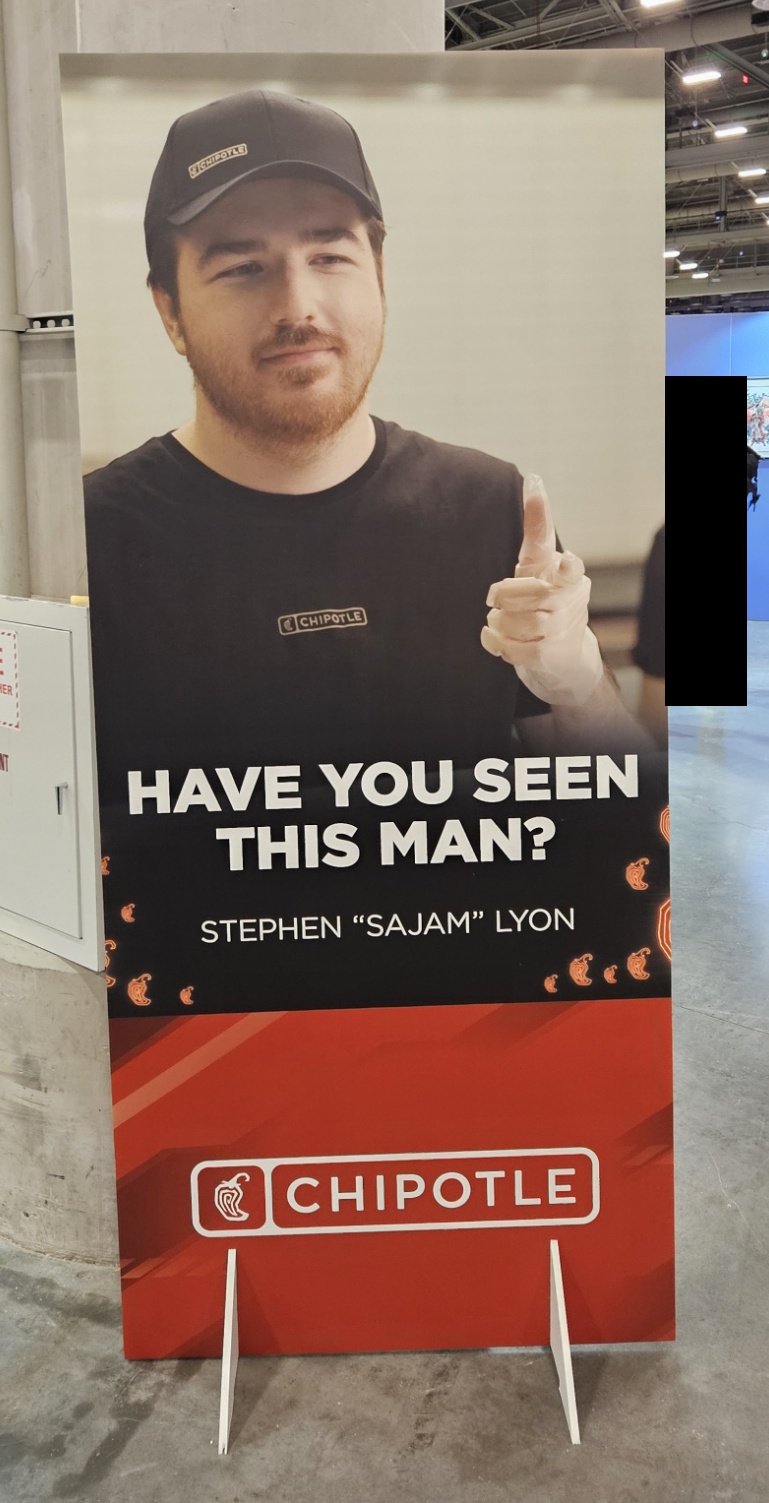 CHIPOTLE
CHIPOTLE
HAVE YOU SEEN
THIS MAN?
STEPHEN “SAJAM” LYON
CHIPOTLE